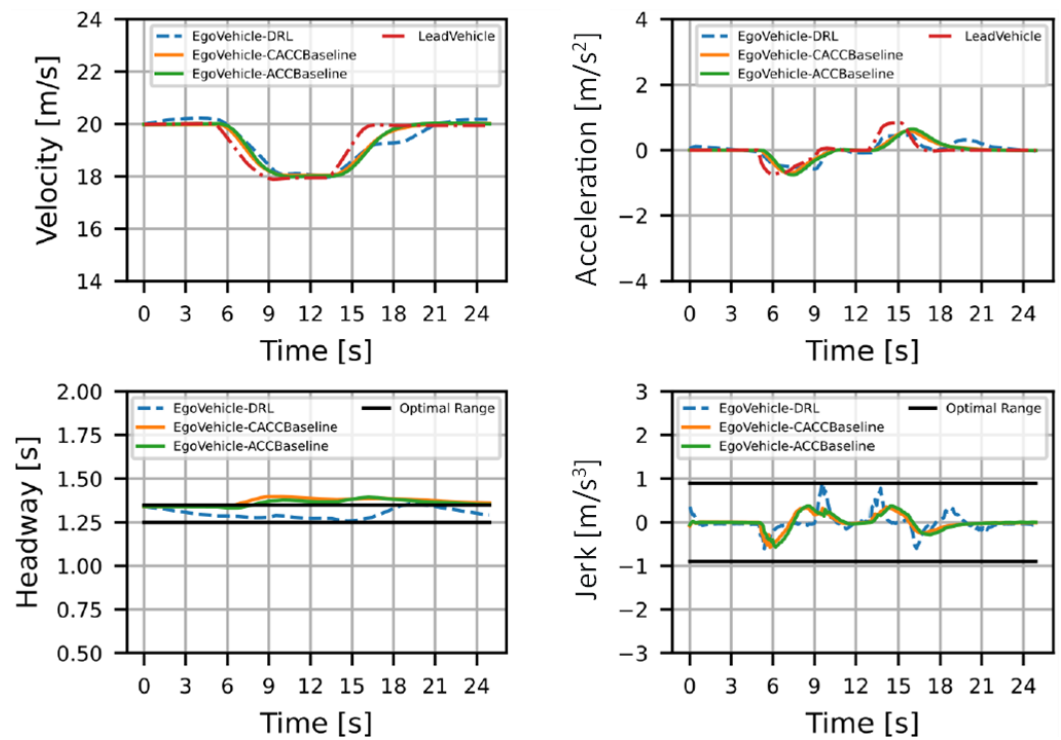 Velocity [m/s]
20
18
16
14
EgoVehicle-DRL
EgoVehicle-CACCBaseline
EgoVehicle-ACCBaseline
LeadVehicle
0 3 6 9 12 15 18 21 24
Time [s]
Acceleration [m/s²]
4
2
0
−2
−4
EgoVehicle-DRL
EgoVehicle-CACCBaseline
EgoVehicle-ACCBaseline
LeadVehicle
0 3 6 9 12 15 18 21 24
Time [s]
Headway [s]
2.00
1.75
1.50
1.25
1.00
0.75
0.50
EgoVehicle-DRL
EgoVehicle-CACCBaseline
EgoVehicle-ACCBaseline
Optimal Range
0 3 6 9 12 15 18 21 24
Time [s]
Jerk [m/s³]
3
2
1
0
−1
−2
−3
EgoVehicle-DRL
EgoVehicle-CACCBaseline
EgoVehicle-ACCBaseline
Optimal Range
0 3 6 9 12 15 18 21 24
Time [s]